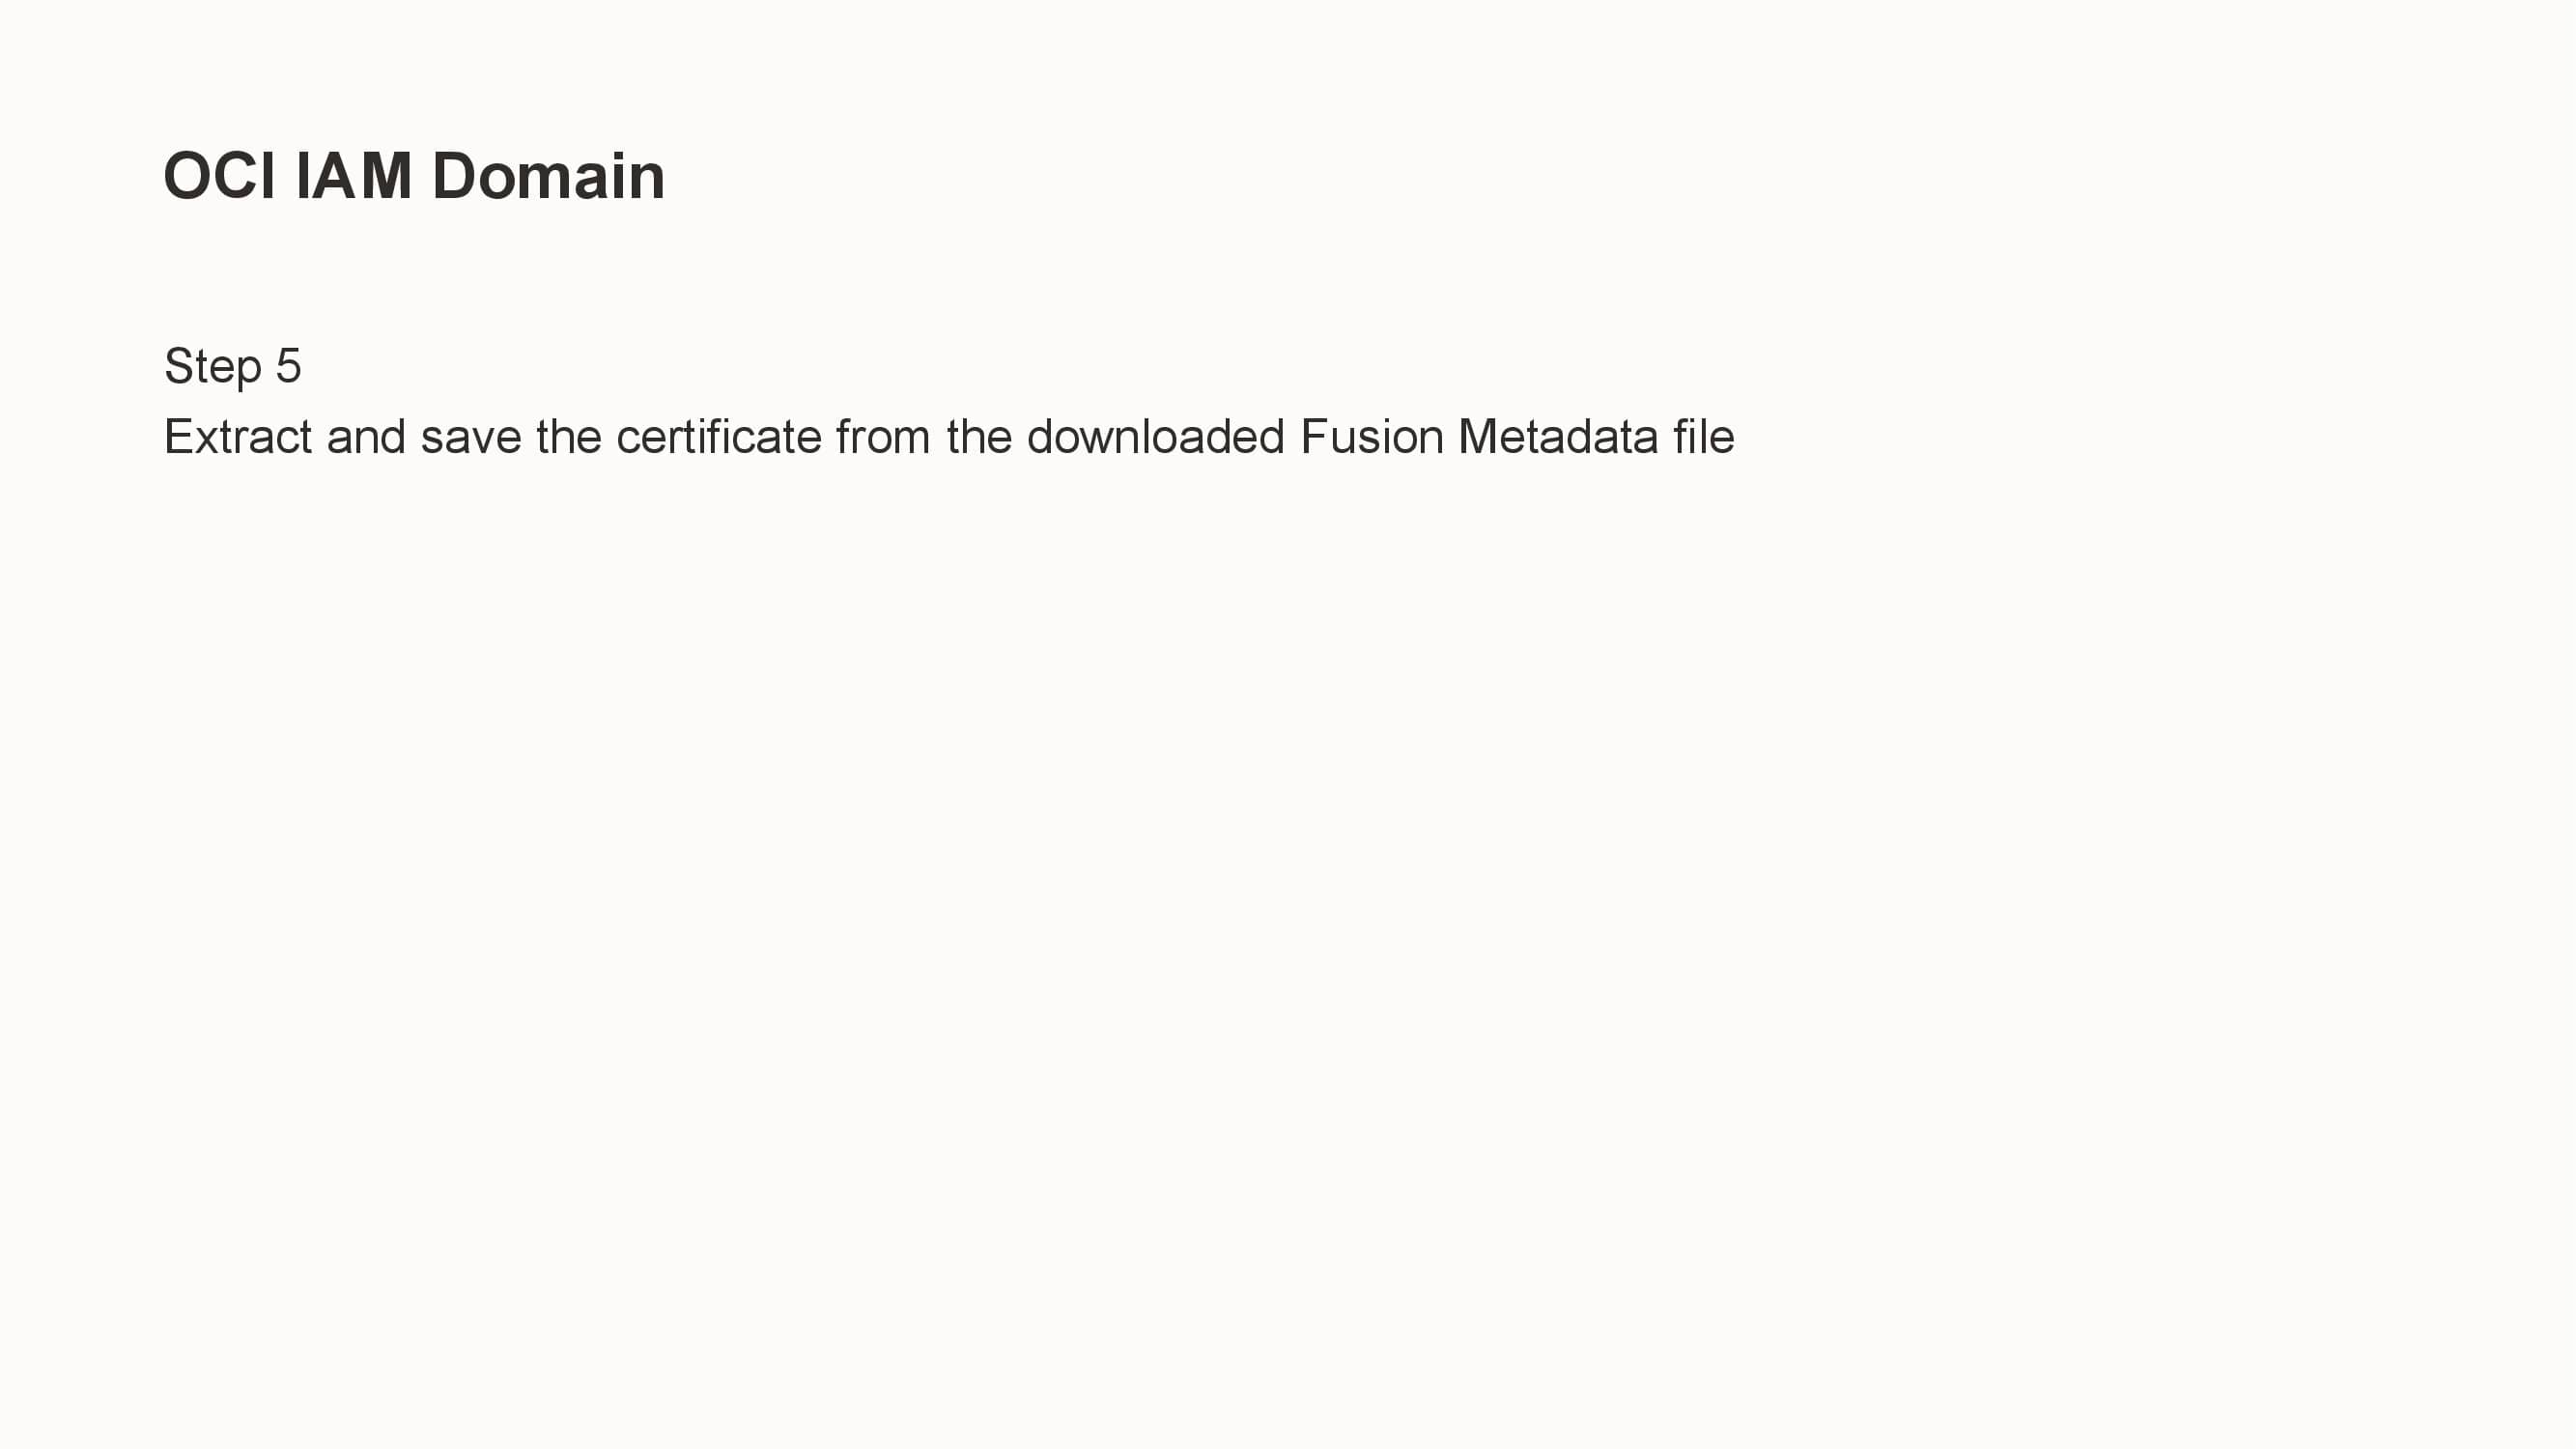 OCI IAM Domain
Step 5
Extract and save the certificate from the downloaded Fusion Metadata file